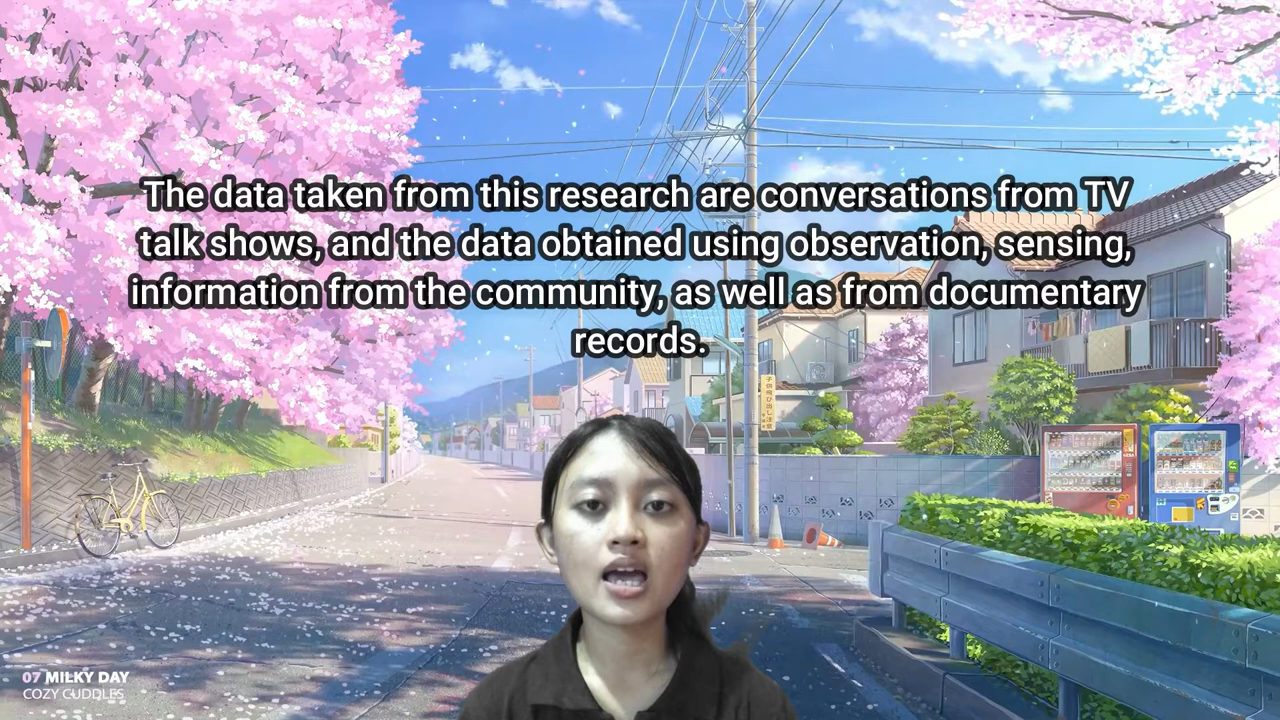 The data taken from this research are conversations from TV
talk shows, and the data obtained using observation, sensing,
information from the community, as well as from documentary
records.
07 MILKY DAY
COZY CUDDLES